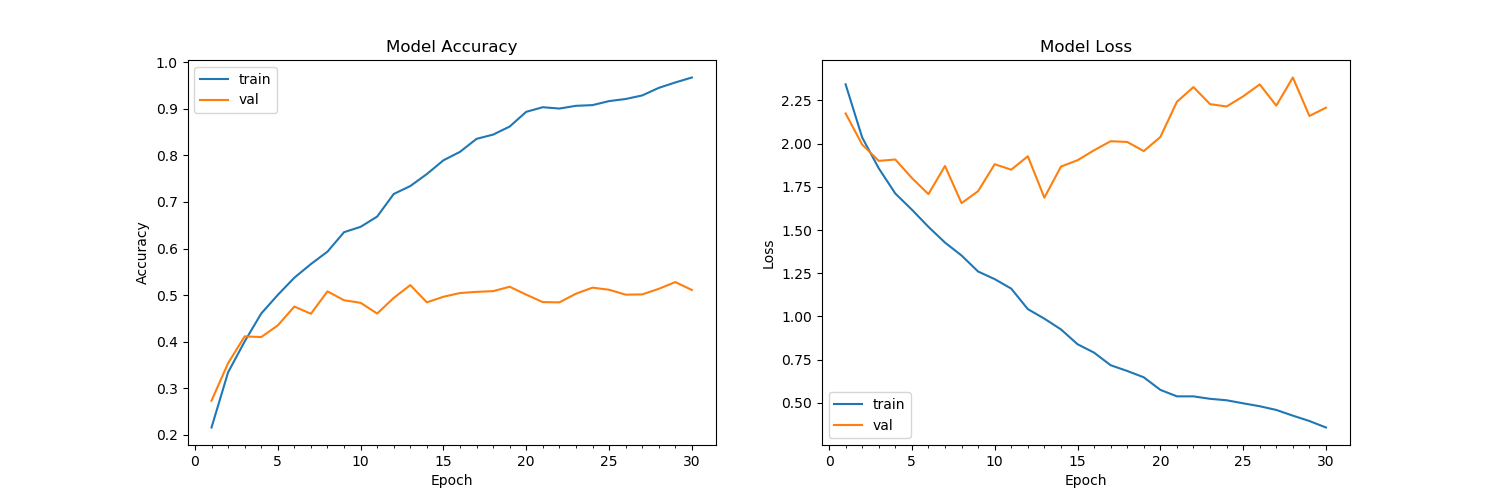 Model Accuracy
train
val
1.0
0.9
0.8
0.7
0.6
0.5
0.4
0.3
0.2
Accuracy
0 5 10 15 20 25 30
Epoch
Model Loss
2.25
2.00
1.75
1.50
1.25
1.00
0.75
0.50
Loss
train
val
0 5 10 15 20 25 30
Epoch